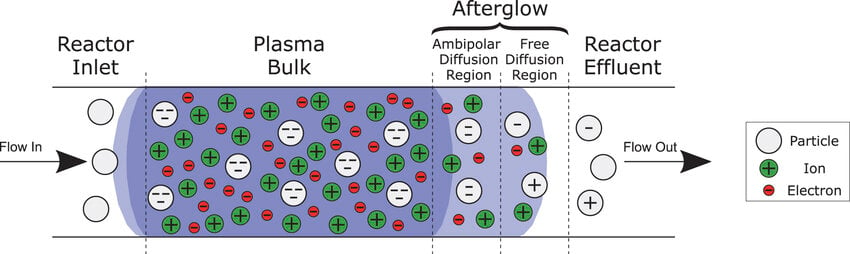 Afterglow
Reactor
Inlet
Plasma
Bulk
Ambipolar
Diffusion
Region
Free
Diffusion
Region
Reactor
Effluent
Flow In
Flow Out
Particle
Ion
Electron